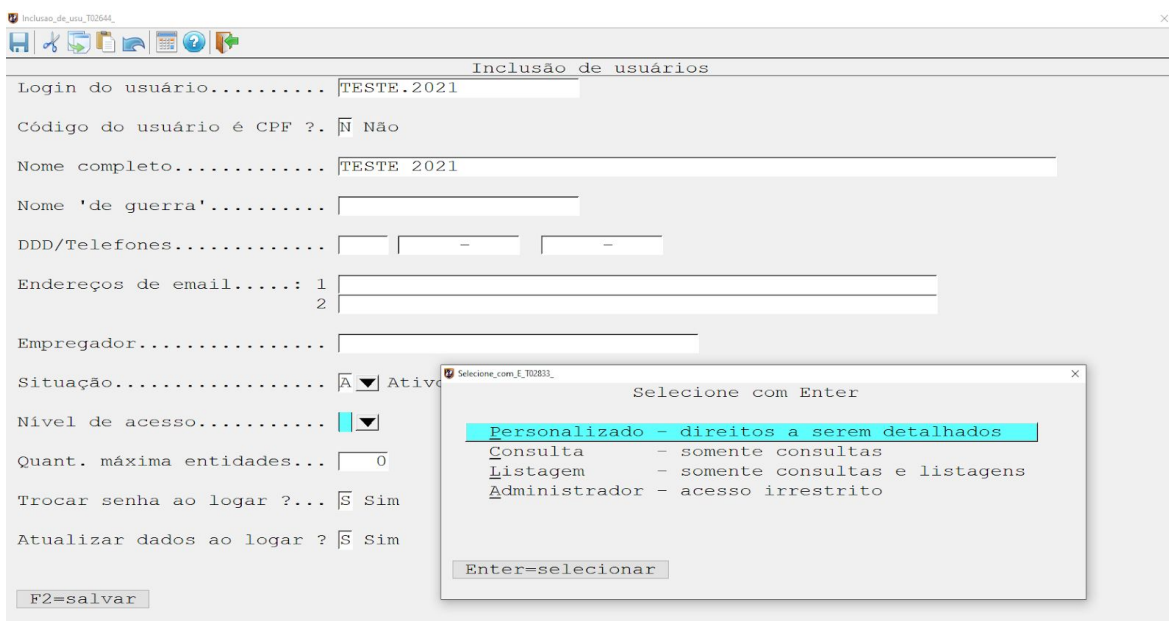 Inclusao_de_usu_T02644_
Inclusão de usuários
Login do usuário.......... TESTE.2021
Código do usuário é CPF ?. N Não
Nome completo............. TESTE 2021
Nome 'de guerra'..........
DDD/Telefones............. - -
Endereços de email.....: 1
2
Empregador................
Situação.................. A Ativo
Nível de acesso...........
Quant. máxima entidades... 0
Trocar senha ao logar ?... S Sim
Atualizar dados ao logar ? S Sim
F2=salvar
Selecione_com_E_T02833_
Selecione com Enter
Personalizado - direitos a serem detalhados
Consulta - somente consultas
Listagem - somente consultas e listagens
Administrador - acesso irrestrito
Enter=selecionar